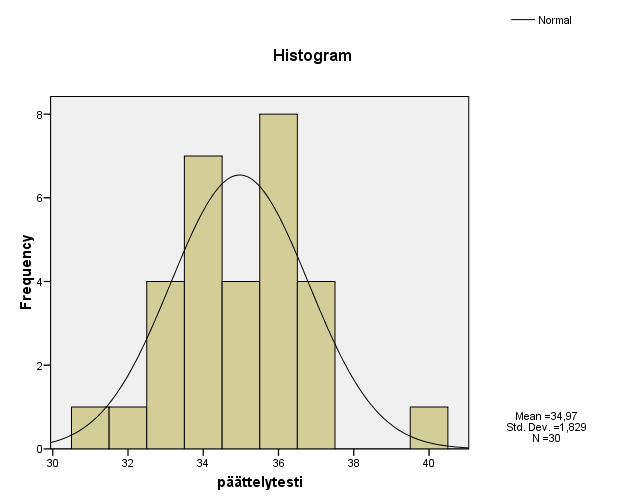 Normal
Histogram
8
6
4
2
0
Frequency
30 32 34 36 38 40
päättelytesti
Mean =34,97
Std. Dev. =1,829
N =30